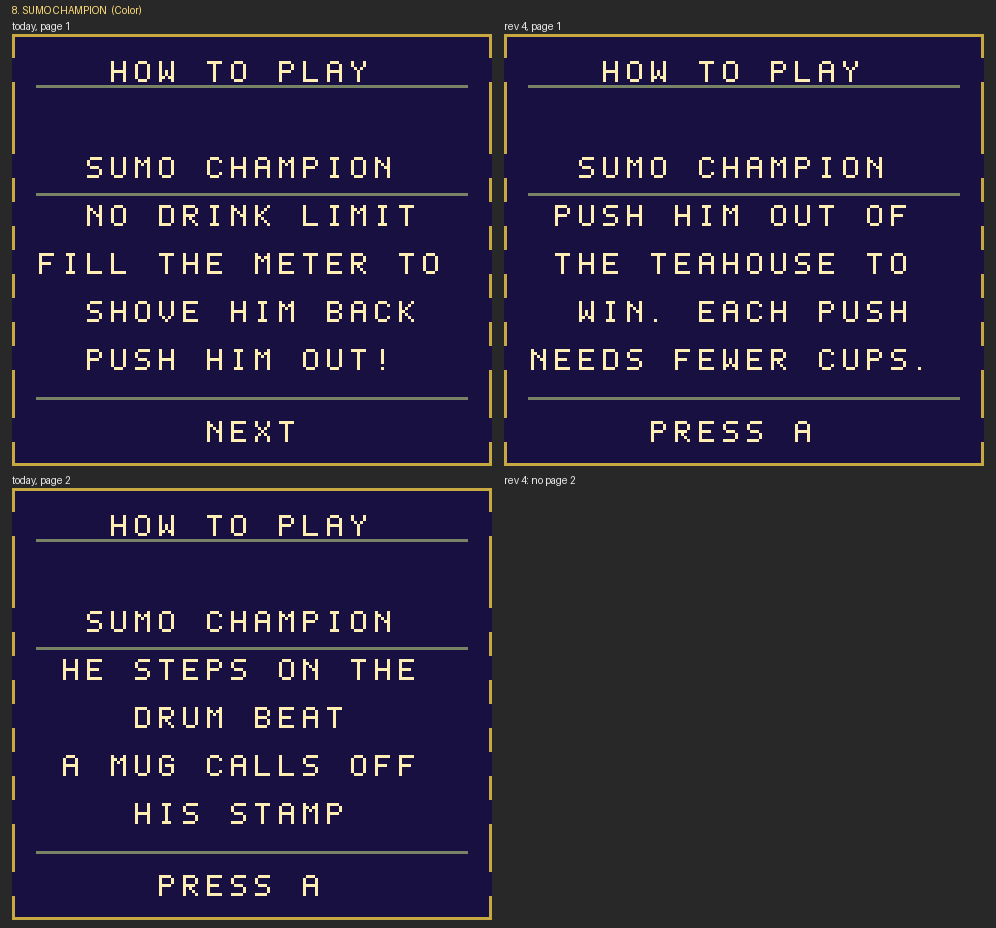 8. SUMO CHAMPION (Color)
today, page 1
HOW TO PLAY
SUMO CHAMPION
NO DRINK LIMIT
FILL THE METER TO
SHOVE HIM BACK
PUSH HIM OUT!
NEXT
rev 4, page 1
HOW TO PLAY
SUMO CHAMPION
PUSH HIM OUT OF
THE TEAHOUSE TO
WIN. EACH PUSH
NEEDS FEWER CUPS.
PRESS A
today, page 2
HOW TO PLAY
SUMO CHAMPION
HE STEPS ON THE
DRUM BEAT
A MUG CALLS OFF
HIS STAMP
PRESS A
rev 4: no page 2